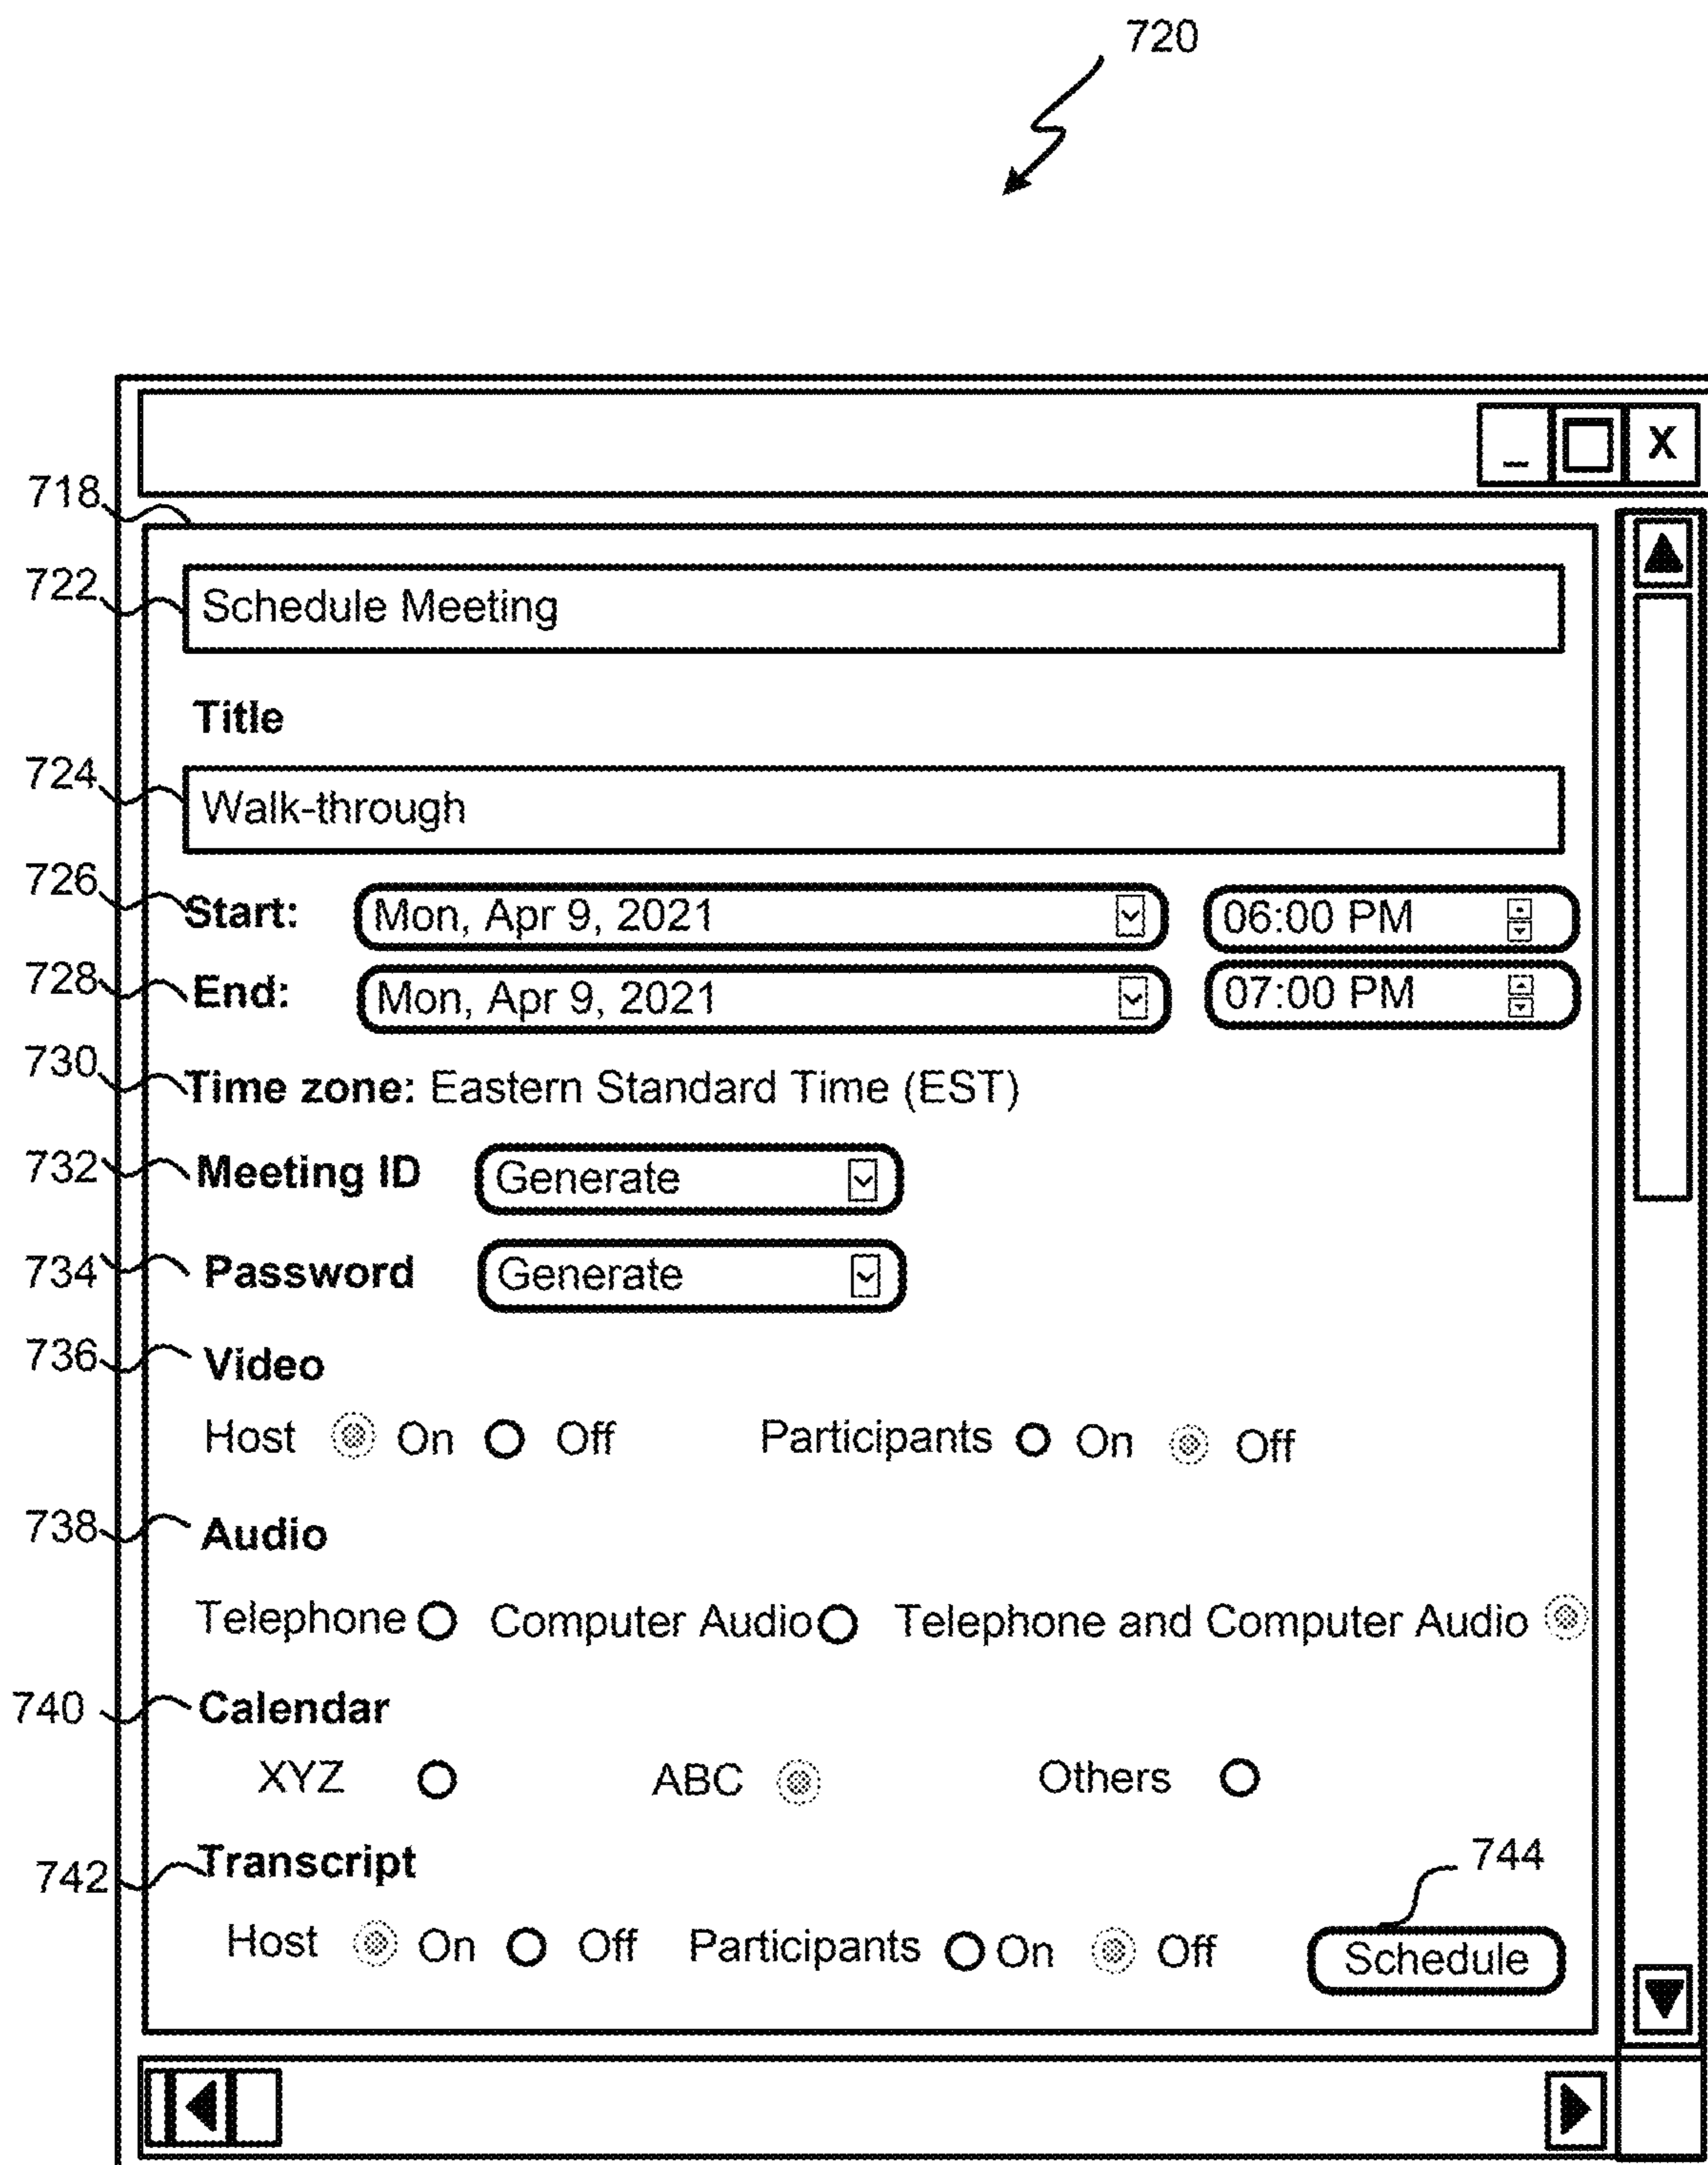 720
_ X
718
722 Schedule Meeting
Title
724 Walk-through
726 Start: Mon, Apr 9, 2021 06:00 PM
728 End: Mon, Apr 9, 2021 07:00 PM
730 Time zone: Eastern Standard Time (EST)
732 Meeting ID Generate
734 Password Generate
736 Video
Host On Off Participants On Off
738 Audio
Telephone Computer Audio Telephone and Computer Audio
740 Calendar
XYZ ABC Others
742 Transcript 744
Host On Off Participants On Off Schedule